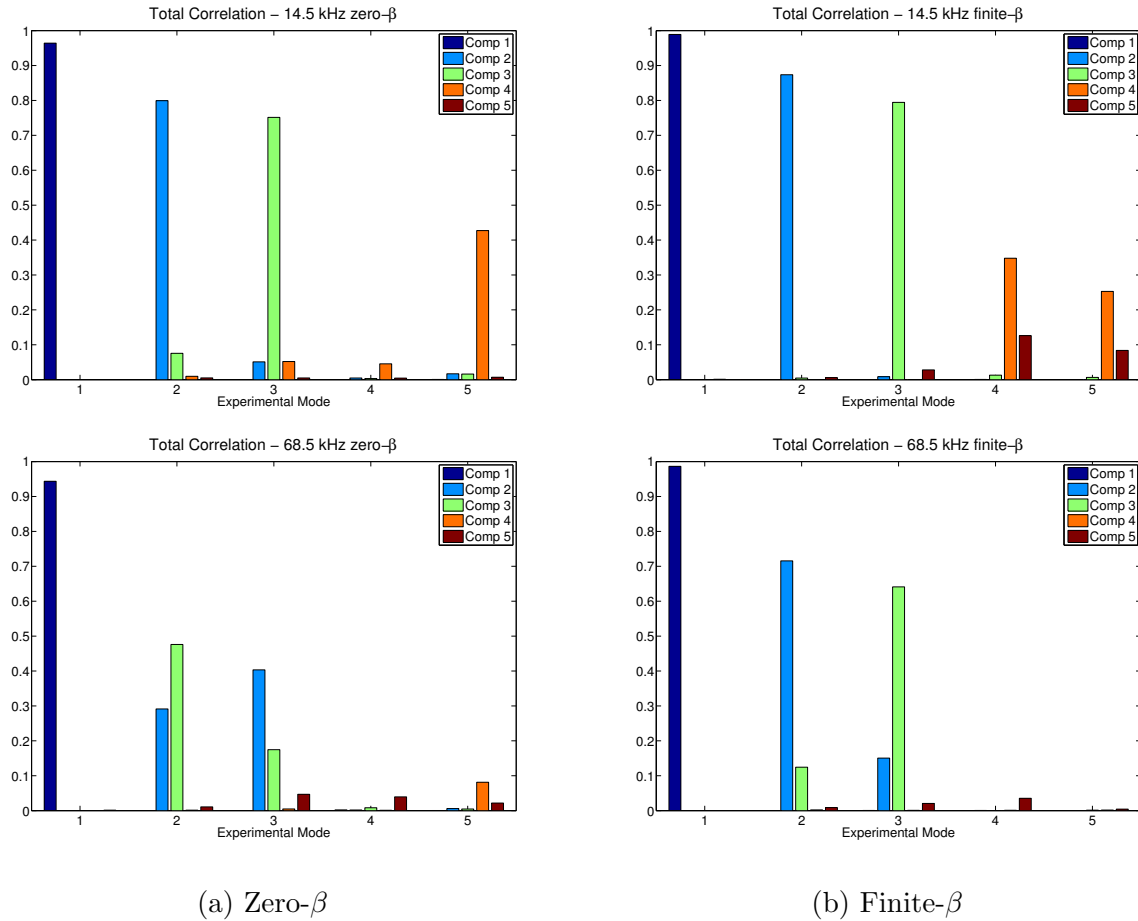 Total Correlation – 14.5 kHz zero-β
1
0.9
0.8
0.7
0.6
0.5
0.4
0.3
0.2
0.1
0
1 2 3 4 5
Experimental Mode
Comp 1
Comp 2
Comp 3
Comp 4
Comp 5
Total Correlation – 14.5 kHz finite-β
1
0.9
0.8
0.7
0.6
0.5
0.4
0.3
0.2
0.1
0
1 2 3 4 5
Experimental Mode
Comp 1
Comp 2
Comp 3
Comp 4
Comp 5
Total Correlation – 68.5 kHz zero-β
1
0.9
0.8
0.7
0.6
0.5
0.4
0.3
0.2
0.1
0
1 2 3 4 5
Experimental Mode
Comp 1
Comp 2
Comp 3
Comp 4
Comp 5
Total Correlation – 68.5 kHz finite-β
1
0.9
0.8
0.7
0.6
0.5
0.4
0.3
0.2
0.1
0
1 2 3 4 5
Experimental Mode
Comp 1
Comp 2
Comp 3
Comp 4
Comp 5
(a) Zero-β
(b) Finite-β